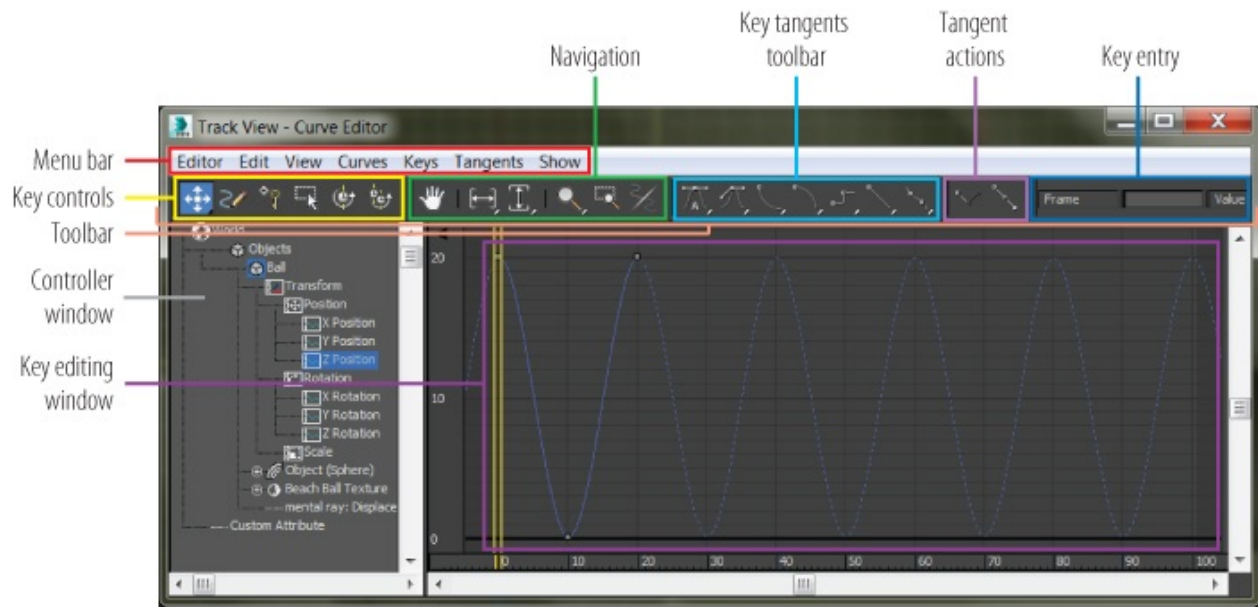 Navigation
Key tangents
toolbar
Tangent
actions
Key entry
Track View - Curve Editor
Menu bar
Editor Edit View Curves Keys Tangents Show
Key controls
Frame Value
Toolbar
Objects
Ball
Transform
Position
X Position
Y Position
Z Position
Rotation
X Rotation
Y Rotation
Z Rotation
Scale
Object (Sphere)
Beach Ball Texture
mental ray: Displace
Custom Attribute
Controller
window
Key editing
window
20
10
0
0 10 20 30 40 50 60 70 80 90 100